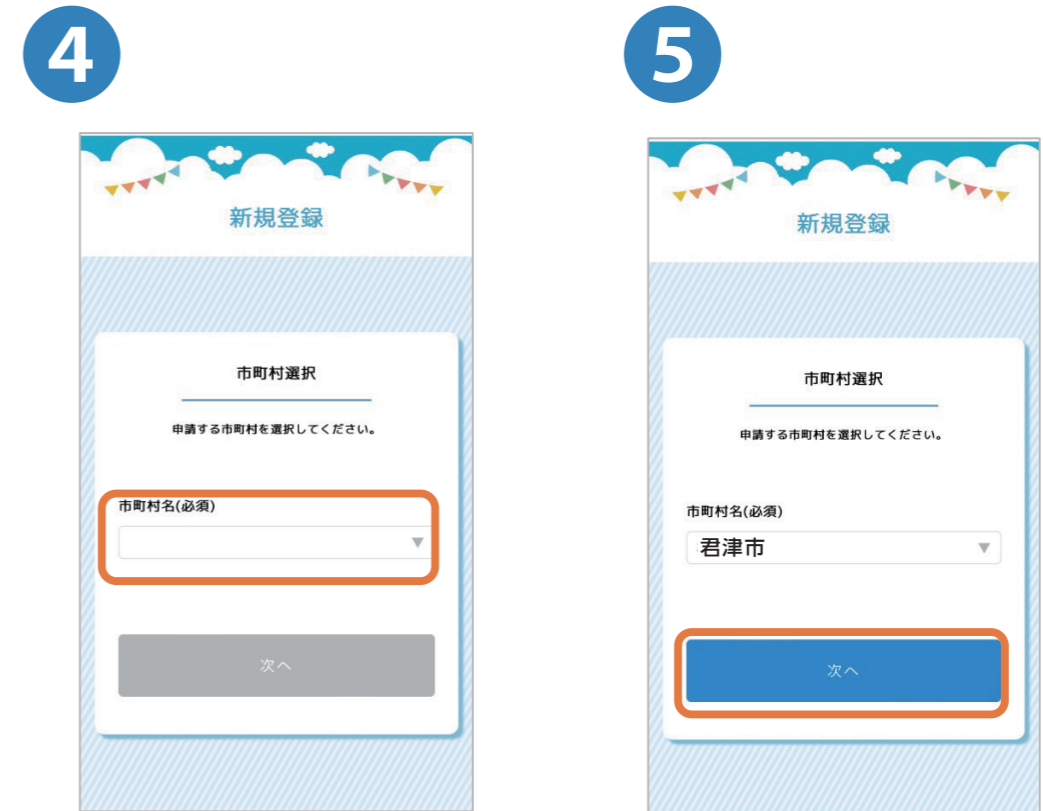 4
新規登録
市町村選択
申請する市町村を選択してください。
市町村名(必須)
▼
次へ
5
新規登録
市町村選択
申請する市町村を選択してください。
市町村名(必須)
君津市 ▼
次へ